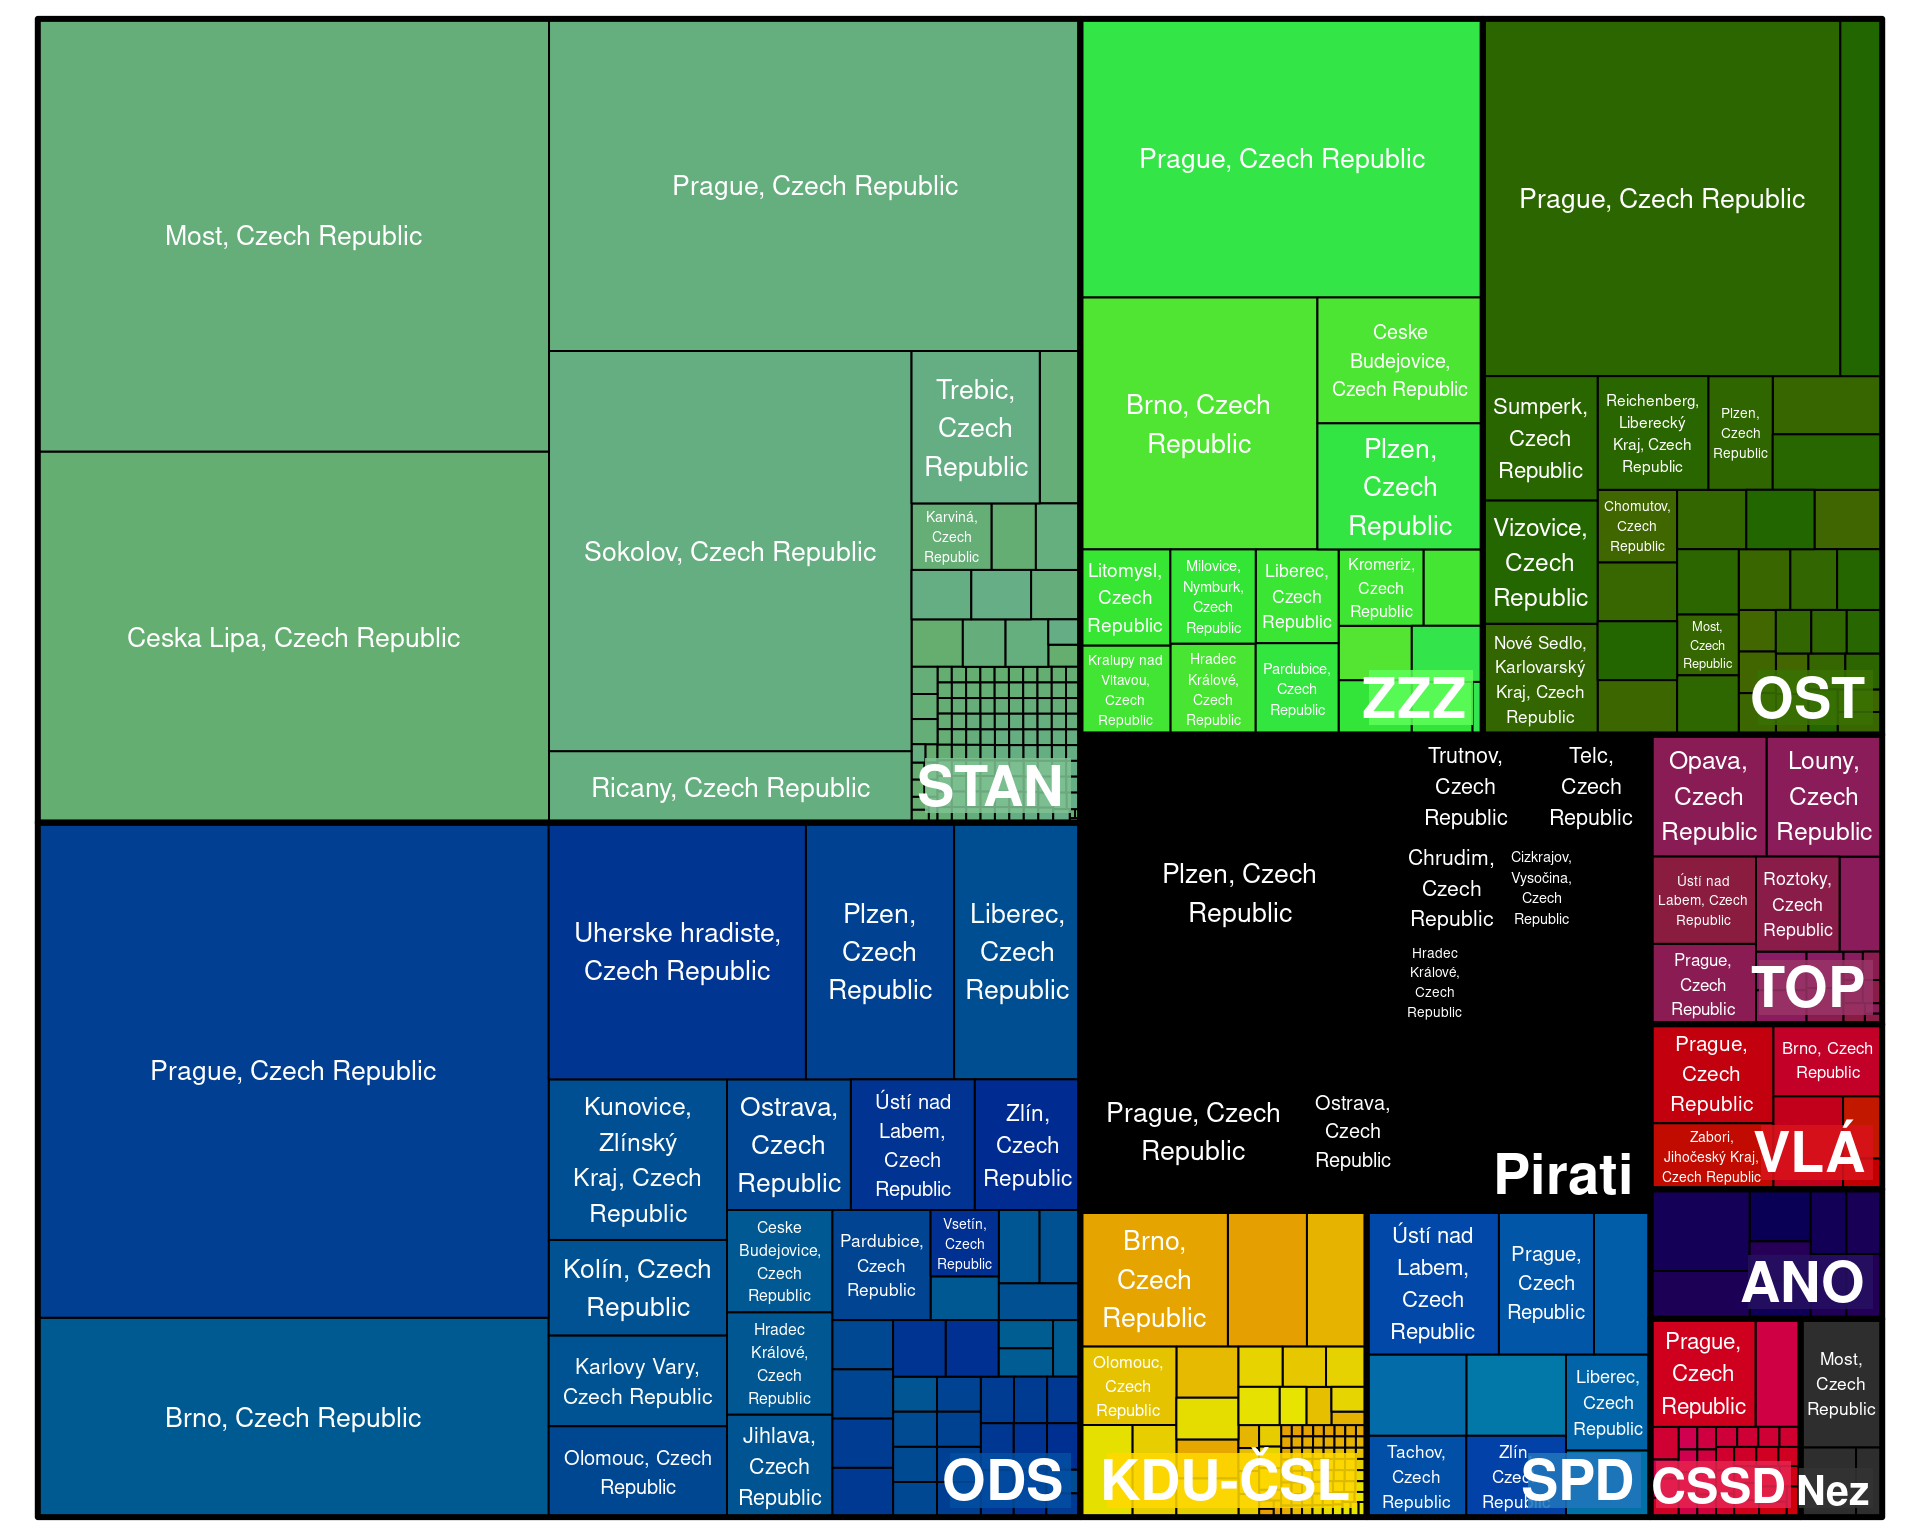 Most, Czech Republic
Ceska Lipa, Czech Republic
Prague, Czech Republic
Sokolov, Czech Republic
Ricany, Czech Republic
Trebic,
Czech
Republic
Karviná,
Czech
Republic
STAN
Prague, Czech Republic
Brno, Czech
Republic
Ceske
Budejovice,
Czech Republic
Plzen,
Czech
Republic
Litomysl,
Czech
Republic
Milovice,
Nymburk,
Czech
Republic
Liberec,
Czech
Republic
Kromeriz,
Czech
Republic
Kralupy nad
Vltavou,
Czech
Republic
Hradec
Králové,
Czech
Republic
Pardubice,
Czech
Republic
ZZZ
Prague, Czech Republic
Sumperk,
Czech
Republic
Reichenberg,
Liberecký
Kraj, Czech
Republic
Plzen,
Czech
Republic
Vizovice,
Czech
Republic
Chomutov,
Czech
Republic
Nové Sedlo,
Karlovarský
Kraj, Czech
Republic
Most,
Czech
Republic
OST
Prague, Czech Republic
Brno, Czech Republic
Uherske hradiste,
Czech Republic
Plzen,
Czech
Republic
Liberec,
Czech
Republic
Kunovice,
Zlínský
Kraj, Czech
Republic
Kolín, Czech
Republic
Karlovy Vary,
Czech Republic
Olomouc, Czech
Republic
Ostrava,
Czech
Republic
Ústí nad
Labem,
Czech
Republic
Zlín,
Czech
Republic
Ceske
Budejovice,
Czech
Republic
Pardubice,
Czech
Republic
Vsetín,
Czech
Republic
Hradec
Králové,
Czech
Republic
Jihlava,
Czech
Republic
ODS
Plzen, Czech
Republic
Prague, Czech
Republic
Trutnov,
Czech
Republic
Telc,
Czech
Republic
Chrudim,
Czech
Republic
Cizkrajov,
Vysočina,
Czech
Republic
Hradec
Králové,
Czech
Republic
Ostrava,
Czech
Republic
Pirati
Opava,
Czech
Republic
Louny,
Czech
Republic
Ústí nad
Labem, Czech
Republic
Roztoky,
Czech
Republic
Prague,
Czech
Republic
TOP
Prague,
Czech
Republic
Brno, Czech
Republic
Zabori,
Jihočeský Kraj,
Czech Republic
VLÁ
ANO
Brno,
Czech
Republic
Olomouc,
Czech
Republic
KDU-ČSL
Ústí nad
Labem,
Czech
Republic
Prague,
Czech
Republic
Liberec,
Czech
Republic
Tachov,
Czech
Republic
Zlín,
Czech
Republic
SPD
Prague,
Czech
Republic
CSSD
Most,
Czech
Republic
Nez